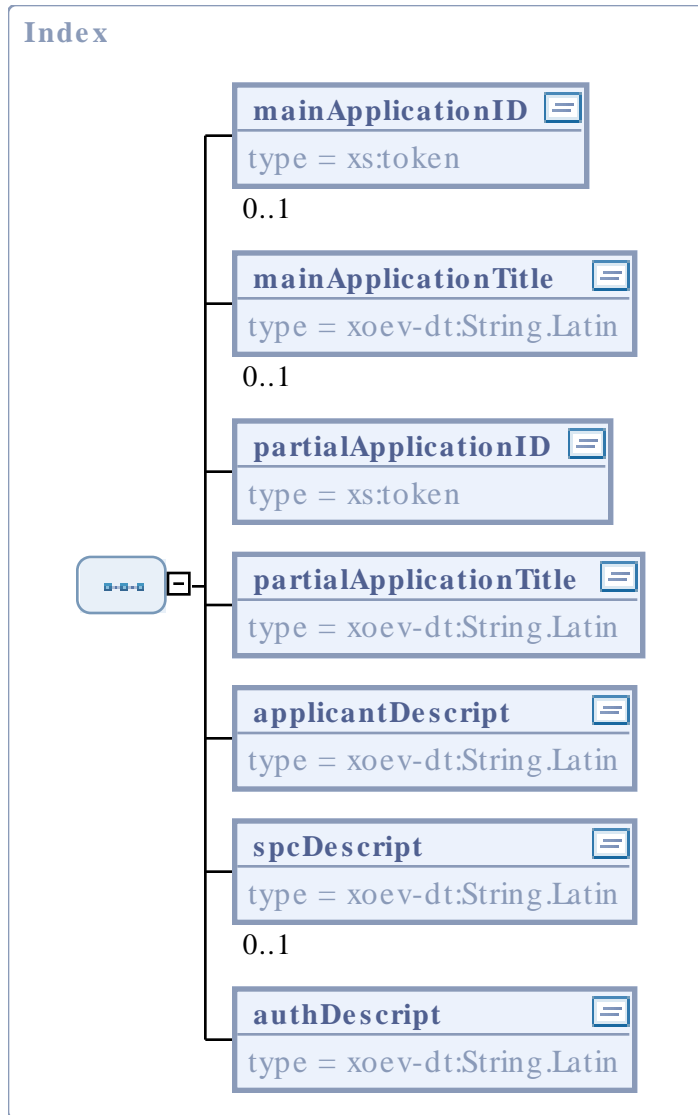 Index
mainApplicationID
type = xs:token
0..1
mainApplicationTitle
type = xoev-dt:String.Latin
0..1
partialApplicationID
type = xs:token
partialApplicationTitle
type = xoev-dt:String.Latin
applicantDescript
type = xoev-dt:String.Latin
spcDescript
type = xoev-dt:String.Latin
0..1
authDescript
type = xoev-dt:String.Latin